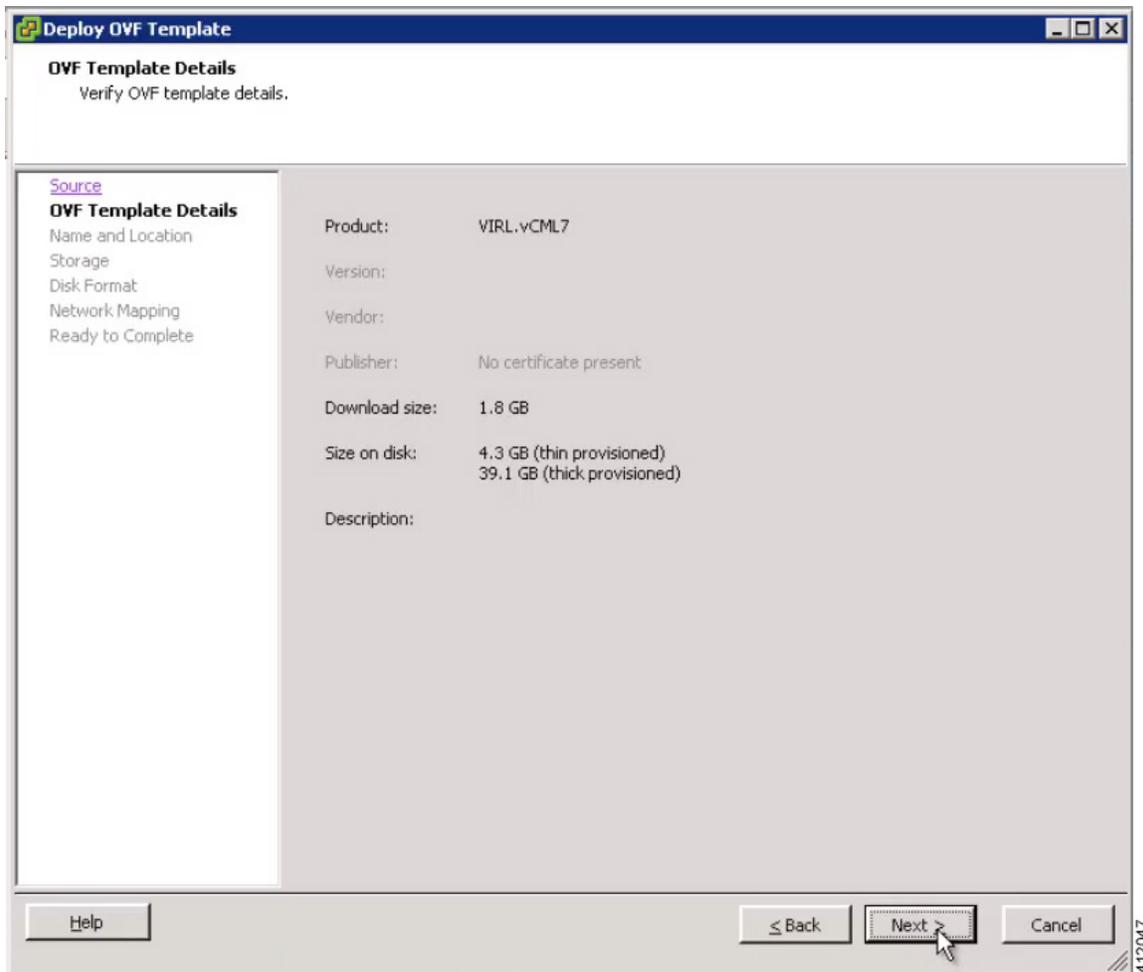 Deploy OVF Template
OVF Template Details
Verify OVF template details.
Source
OVF Template Details
Name and Location
Storage
Disk Format
Network Mapping
Ready to Complete
Product: VIRL.vCML7
Version:
Vendor:
Publisher: No certificate present
Download size: 1.8 GB
Size on disk: 4.3 GB (thin provisioned)
39.1 GB (thick provisioned)
Description:
Help
< Back
Next >
Cancel
412047